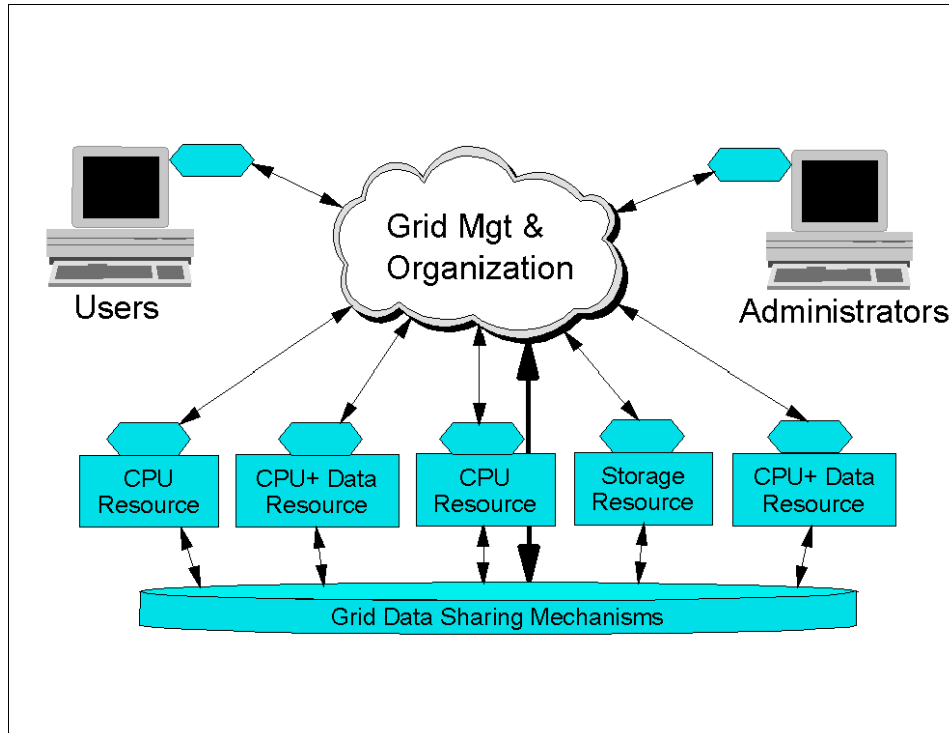 Grid Mgt &
Organization
Users
Administrators
CPU
Resource
CPU+ Data
Resource
CPU
Resource
Storage
Resource
CPU+ Data
Resource
Grid Data Sharing Mechanisms